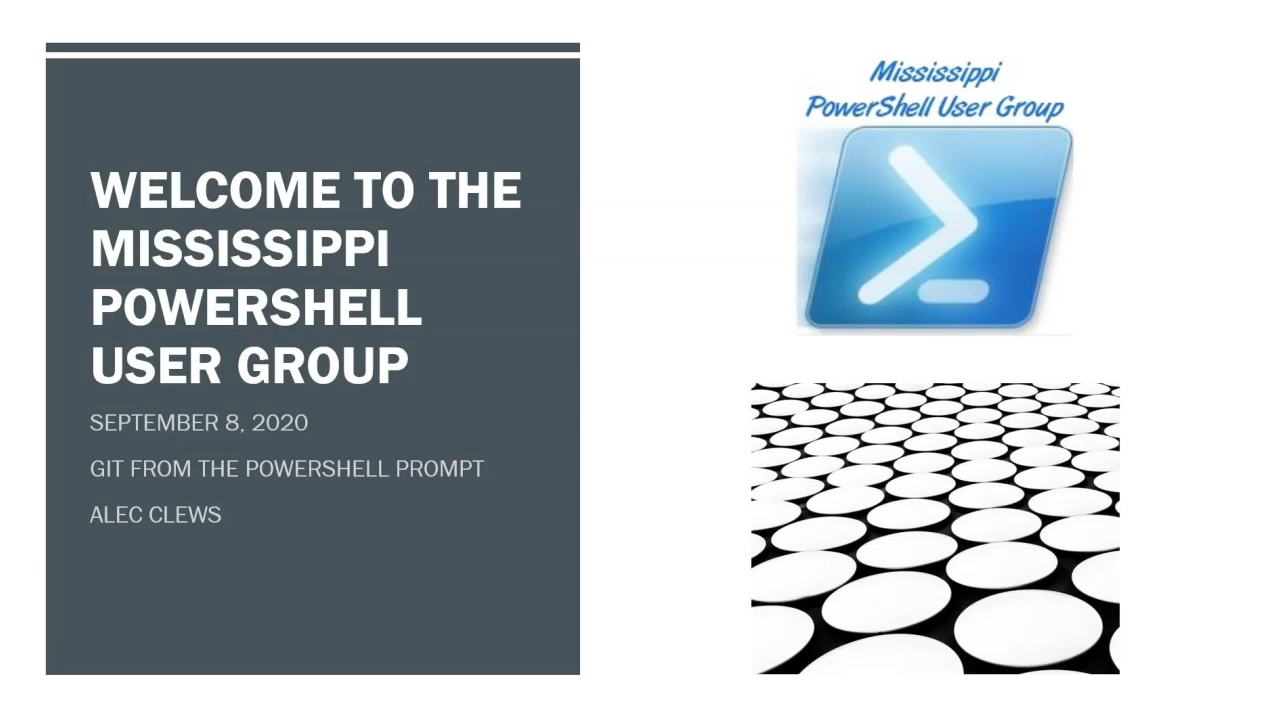 WELCOME TO THE
MISSISSIPPI
POWERSHELL
USER GROUP
SEPTEMBER 8, 2020
GIT FROM THE POWERSHELL PROMPT
ALEC CLEWS
Mississippi
PowerShell User Group